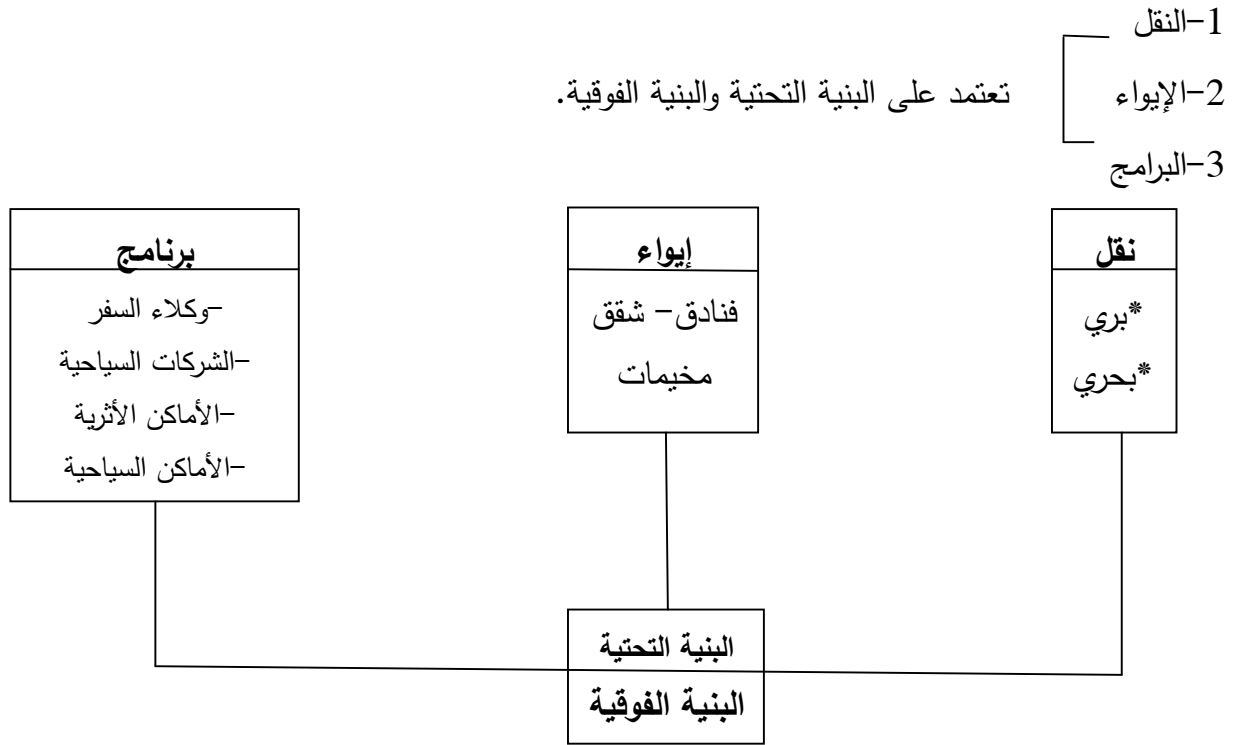 1-النقل
2-الإيواء تعتمد على البنية التحتية والبنية الفوقية.
3-البرامج
نقل
*بري
*بحري
إيواء
فنادق- شقق
مخيمات
برنامج
-وكلاء السفر
-الشركات السياحية
-الأماكن الأثرية
-الأماكن السياحية
البنية التحتية
البنية الفوقية